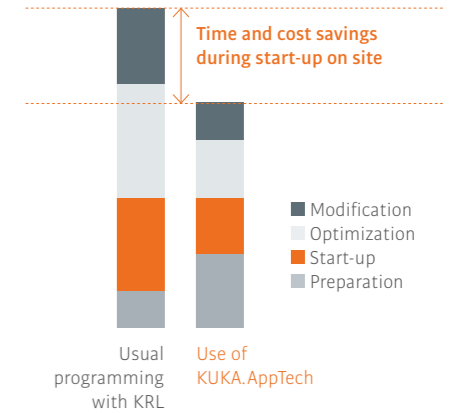 Time and cost savings
during start-up on site
Modification
Optimization
Start-up
Preparation
Usual
programming
with KRL
Use of
KUKA.AppTech